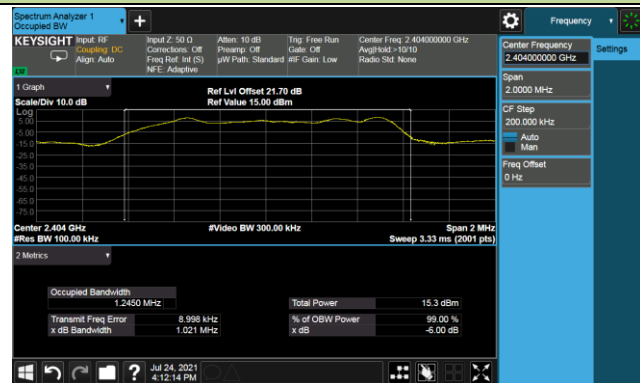 Spectrum Analyzer 1
Occupied BW
Frequency
KEYSIGHT
Input: RF
Coupling: DC
Align: Auto
Input Z: 50 Ω
Corrections: Off
Freq Ref: Int (S)
NFE: Adaptive
Atten: 10 dB
Preamp: Off
µW Path: Standard
Trig: Free Run
Gate: Off
#IF Gain: Low
Center Freq: 2.404000000 GHz
Avg|Hold:>10/10
Radio Std: None
Center Frequency
2.404000000 GHz
Settings
Span
2.0000 MHz
CF Step
200.000 kHz
Auto
Man
Freq Offset
0 Hz
1 Graph
Scale/Div 10.0 dB
Ref Lvl Offset 21.70 dB
Ref Value 15.00 dBm
Log
5.00
-5.00
-15.0
-25.0
-35.0
-45.0
-55.0
-65.0
-75.0
Center 2.404 GHz
#Video BW 300.00 kHz
Span 2 MHz
#Res BW 100.00 kHz
Sweep 3.33 ms (2001 pts)
2 Metrics
Occupied Bandwidth
1.2450 MHz
Total Power 15.3 dBm
Transmit Freq Error 8.998 kHz
% of OBW Power 99.00 %
x dB Bandwidth 1.021 MHz
x dB -6.00 dB
?
Jul 24, 2021
4:12:14 PM